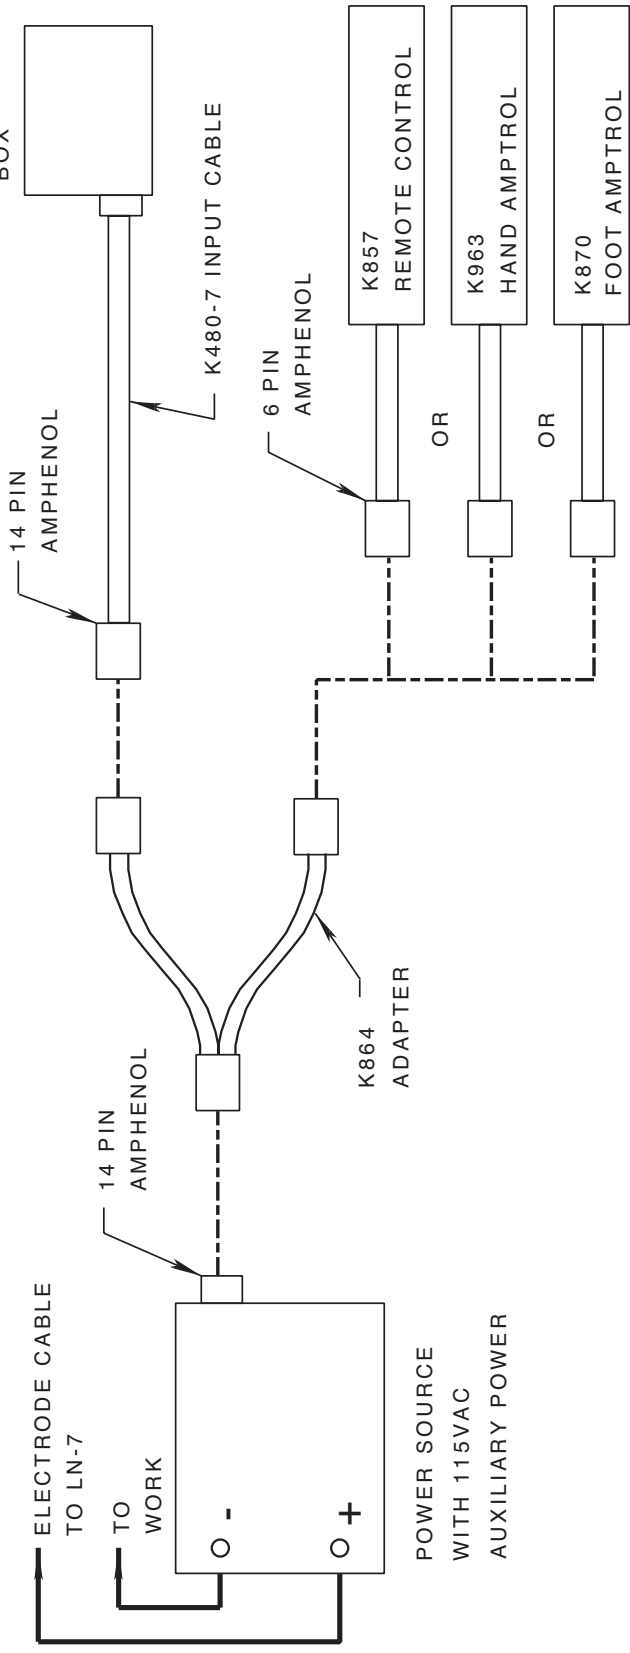 BOX
14 PIN
AMPHENOL
K480-7 INPUT CABLE
6 PIN
AMPHENOL
K857
REMOTE CONTROL
OR
K963
HAND AMPTROL
OR
K870
FOOT AMPTROL
K864
ADAPTER
14 PIN
AMPHENOL
ELECTRODE CABLE
TO LN-7
TO
WORK
-
+
POWER SOURCE
WITH 115VAC
AUXILIARY POWER